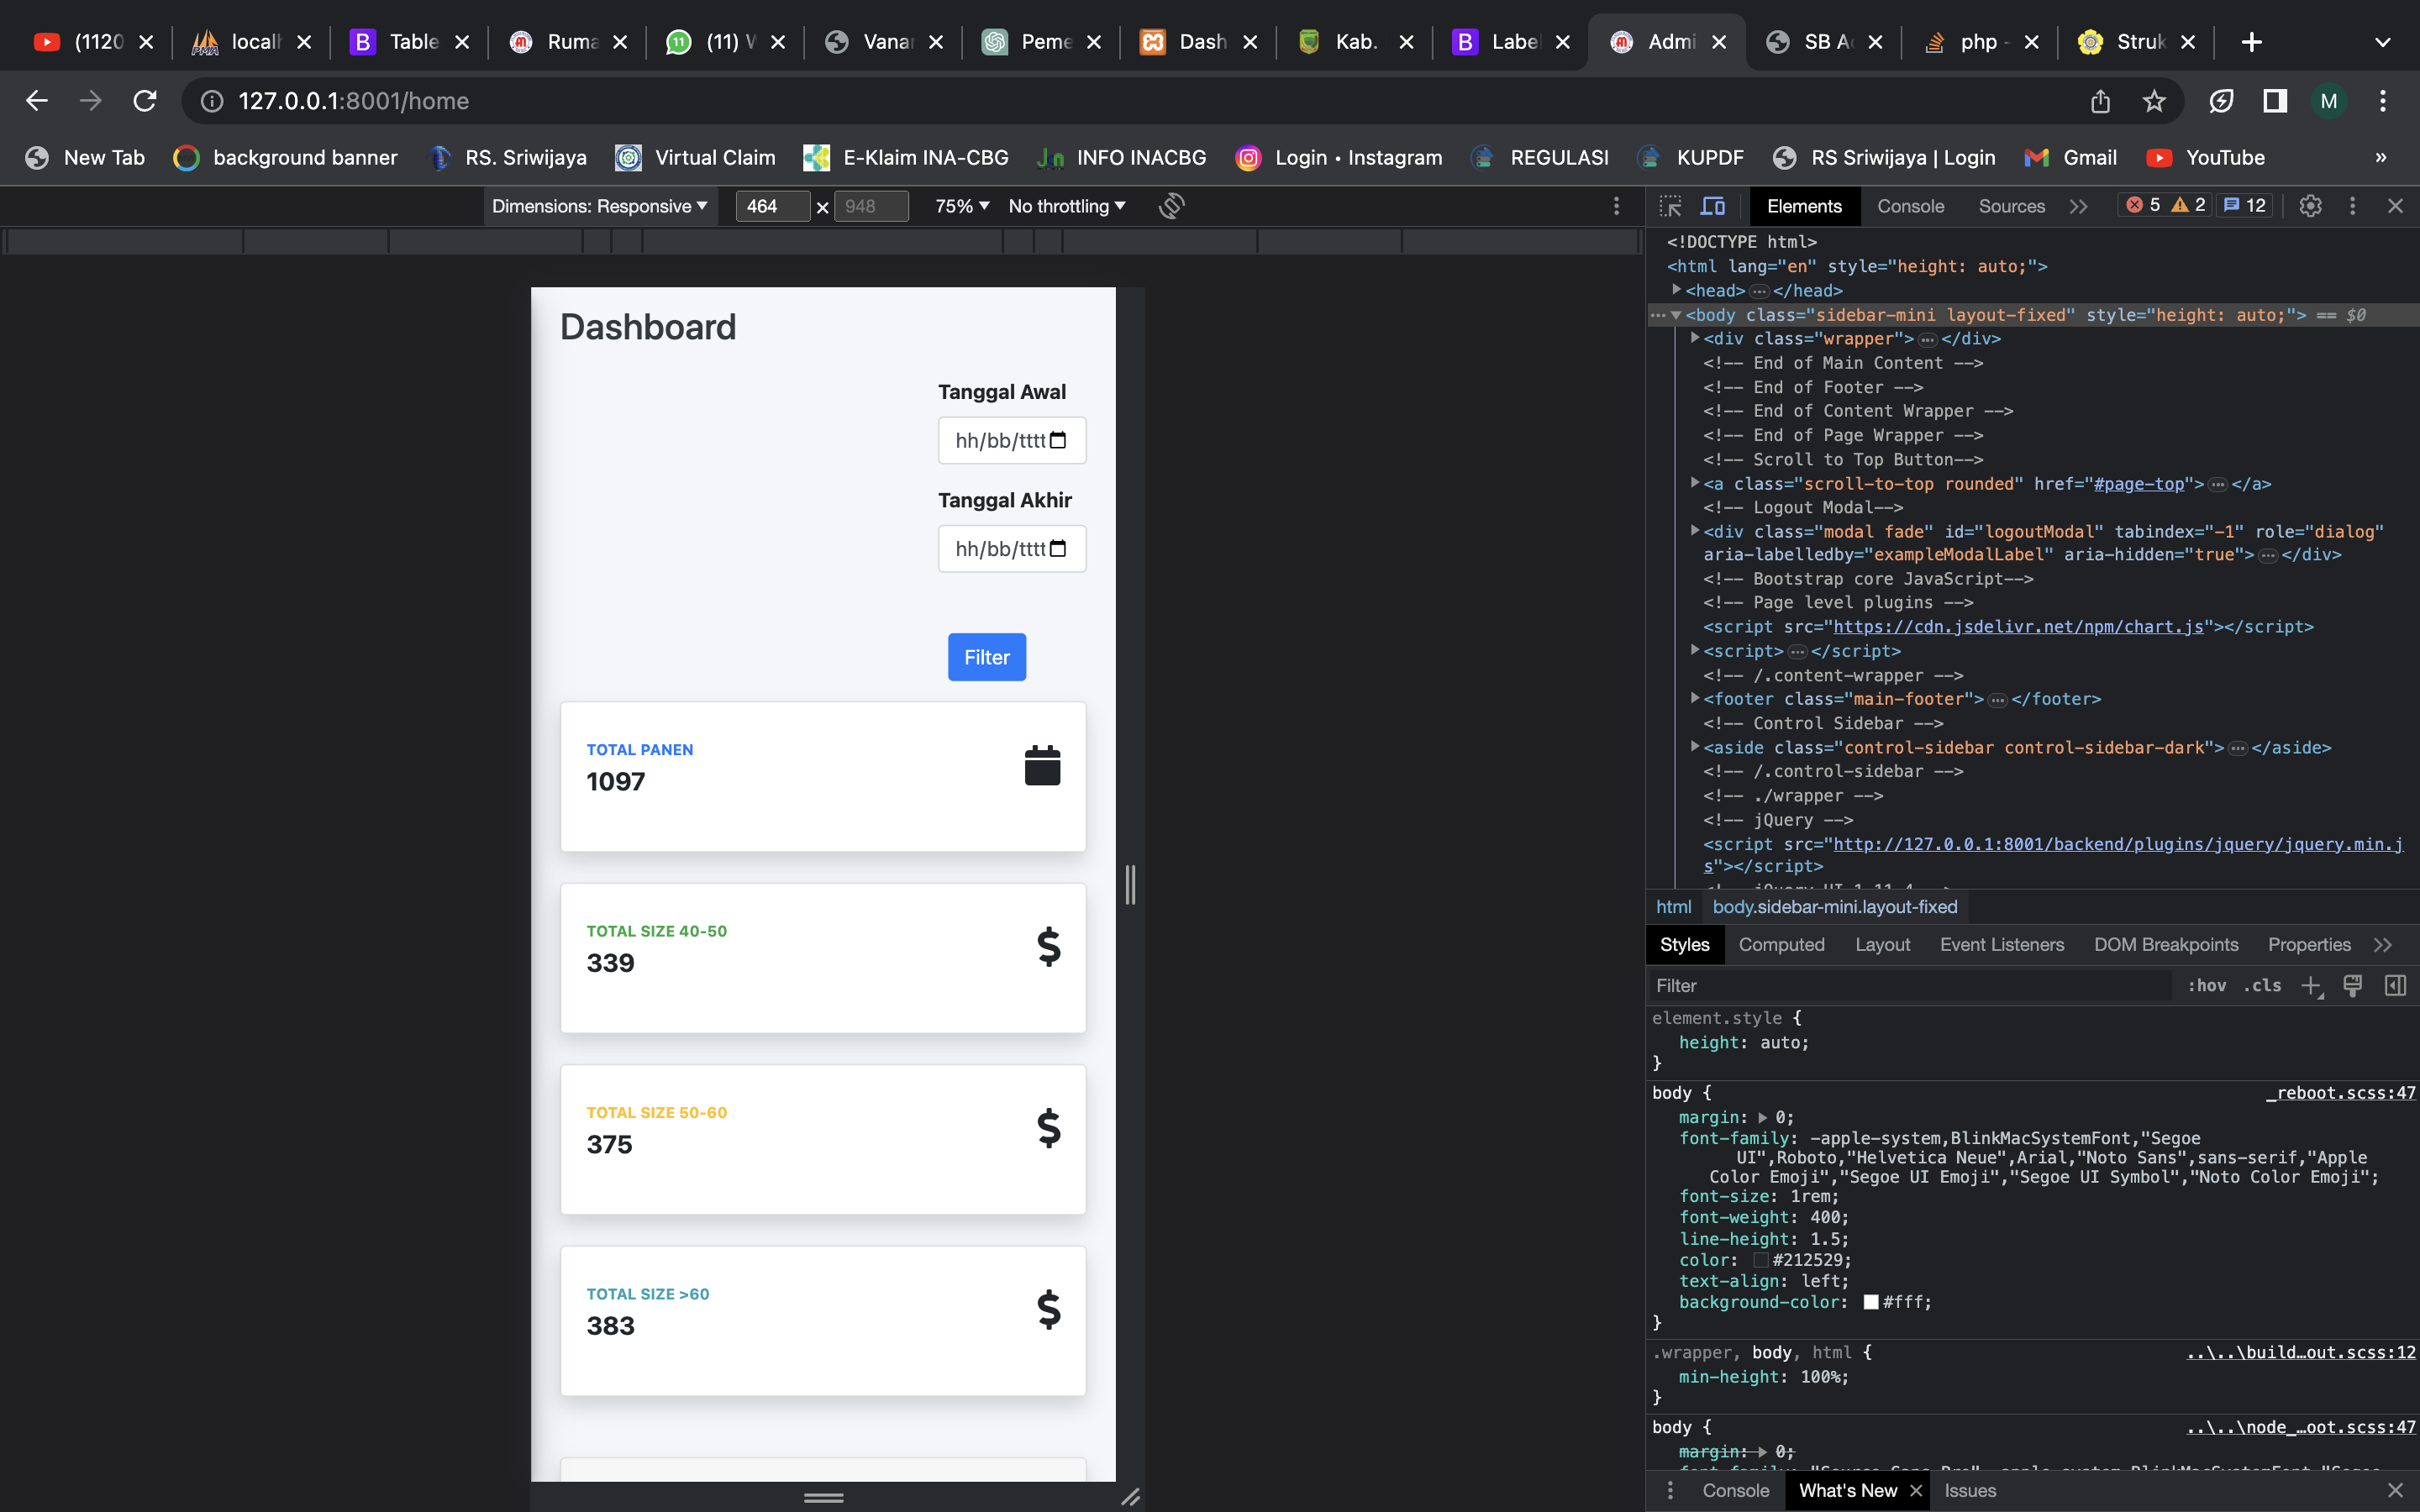 (1120
localh
Table
Ruma
(11) W
Vanar
Peme
Dash
Kab.
Label
Admi
SB Ad
php -
Struk
127.0.0.1:8001/home
M
New Tab
background banner
RS. Sriwijaya
Virtual Claim
E-Klaim INA-CBG
INFO INACBG
Login • Instagram
REGULASI
KUPDF
RS Sriwijaya | Login
Gmail
YouTube
»
Dimensions: Responsive
464 × 948
75%
No throttling
Dashboard
Tanggal Awal
hh/bb/tttt
Tanggal Akhir
hh/bb/tttt
Filter
TOTAL PANEN
1097
TOTAL SIZE 40-50
339
TOTAL SIZE 50-60
375
TOTAL SIZE >60
383
Elements
Console
Sources
5
2
12
<!DOCTYPE html>
<html lang="en" style="height: auto;">
<head>…</head>
<body class="sidebar-mini layout-fixed" style="height: auto;"> == $0
<div class="wrapper">…</div>
<!-- End of Main Content -->
<!-- End of Footer -->
<!-- End of Content Wrapper -->
<!-- End of Page Wrapper -->
<!-- Scroll to Top Button-->
<a class="scroll-to-top rounded" href="#page-top">…</a>
<!-- Logout Modal-->
<div class="modal fade" id="logoutModal" tabindex="-1" role="dialog"
aria-labelledby="exampleModalLabel" aria-hidden="true">…</div>
<!-- Bootstrap core JavaScript-->
<!-- Page level plugins -->
<script src="https://cdn.jsdelivr.net/npm/chart.js"></script>
<script>…</script>
<!-- /.content-wrapper -->
<footer class="main-footer">…</footer>
<!-- Control Sidebar -->
<aside class="control-sidebar control-sidebar-dark">…</aside>
<!-- /.control-sidebar -->
<!-- ./wrapper -->
<!-- jQuery -->
<script src="http://127.0.0.1:8001/backend/plugins/jquery/jquery.min.j
s"></script>
<!-- jQuery UI 1.11.4 -->
html
body.sidebar-mini.layout-fixed
Styles
Computed
Layout
Event Listeners
DOM Breakpoints
Properties
Filter
:hov
.cls
element.style {
height: auto;
}
body {
_reboot.scss:47
margin: 0;
font-family: -apple-system,BlinkMacSystemFont,"Segoe
UI",Roboto,"Helvetica Neue",Arial,"Noto Sans",sans-serif,"Apple
Color Emoji","Segoe UI Emoji","Segoe UI Symbol","Noto Color Emoji";
font-size: 1rem;
font-weight: 400;
line-height: 1.5;
color: #212529;
text-align: left;
background-color: #fff;
}
.wrapper, body, html {
..\..\build…out.scss:12
min-height: 100%;
}
body {
..\..\node_…oot.scss:47
margin: 0;
Console
What's New
Issues